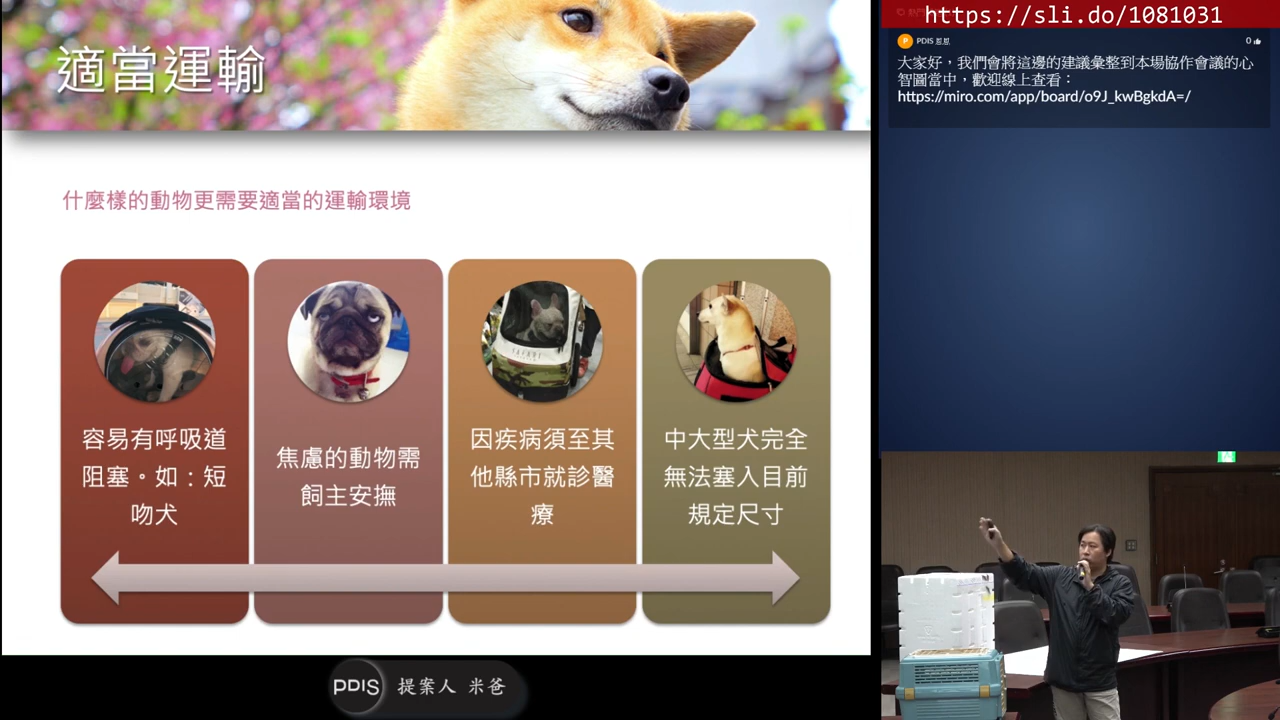 適當運輸
什麼樣的動物更需要適當的運輸環境
容易有呼吸道
阻塞。如：短
吻犬
焦慮的動物需
飼主安撫
因疾病須至其
他縣市就診醫
療
中大型犬完全
無法塞入目前
規定尺寸
PDIS 提案人 米爸
https://sli.do/1081031
P PDIS 恩恩 0
大家好，我們會將這邊的建議彙整到本場協作會議的心
智圖當中，歡迎線上查看：
https://miro.com/app/board/o9J_kwBgkdA=/